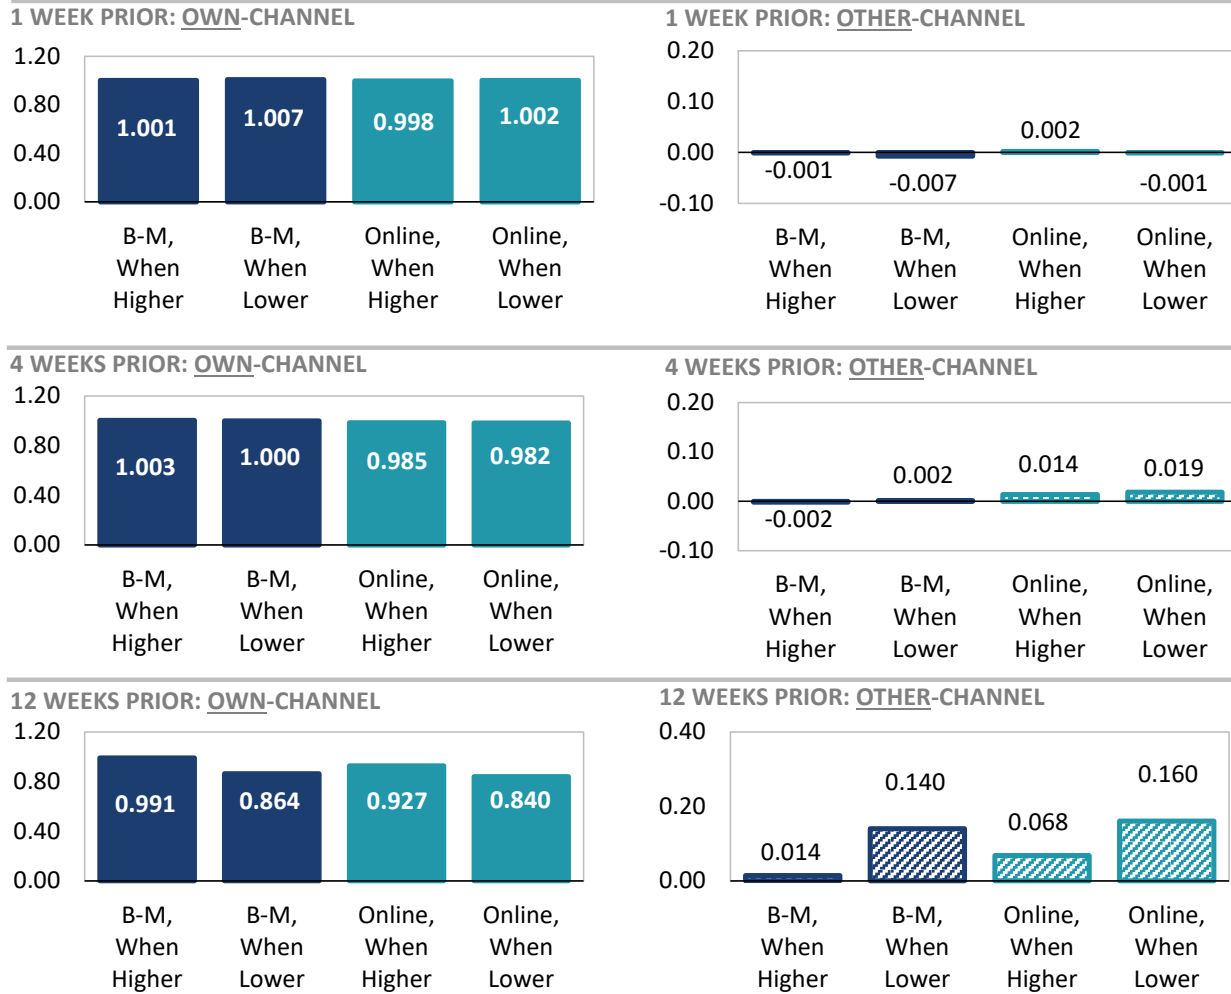 1 WEEK PRIOR: OWN-CHANNEL
1.20
0.80
0.40
0.00
1.001
1.007
0.998
1.002
B-M,
When
Higher
B-M,
When
Lower
Online,
When
Higher
Online,
When
Lower
1 WEEK PRIOR: OTHER-CHANNEL
0.20
0.10
0.00
-0.10
-0.001
-0.007
0.002
-0.001
B-M,
When
Higher
B-M,
When
Lower
Online,
When
Higher
Online,
When
Lower
4 WEEKS PRIOR: OWN-CHANNEL
1.20
0.80
0.40
0.00
1.003
1.000
0.985
0.982
B-M,
When
Higher
B-M,
When
Lower
Online,
When
Higher
Online,
When
Lower
4 WEEKS PRIOR: OTHER-CHANNEL
0.20
0.10
0.00
-0.10
-0.002
0.002
0.014
0.019
B-M,
When
Higher
B-M,
When
Lower
Online,
When
Higher
Online,
When
Lower
12 WEEKS PRIOR: OWN-CHANNEL
1.20
0.80
0.40
0.00
0.991
0.864
0.927
0.840
B-M,
When
Higher
B-M,
When
Lower
Online,
When
Higher
Online,
When
Lower
12 WEEKS PRIOR: OTHER-CHANNEL
0.40
0.20
0.00
0.014
0.140
0.068
0.160
B-M,
When
Higher
B-M,
When
Lower
Online,
When
Higher
Online,
When
Lower